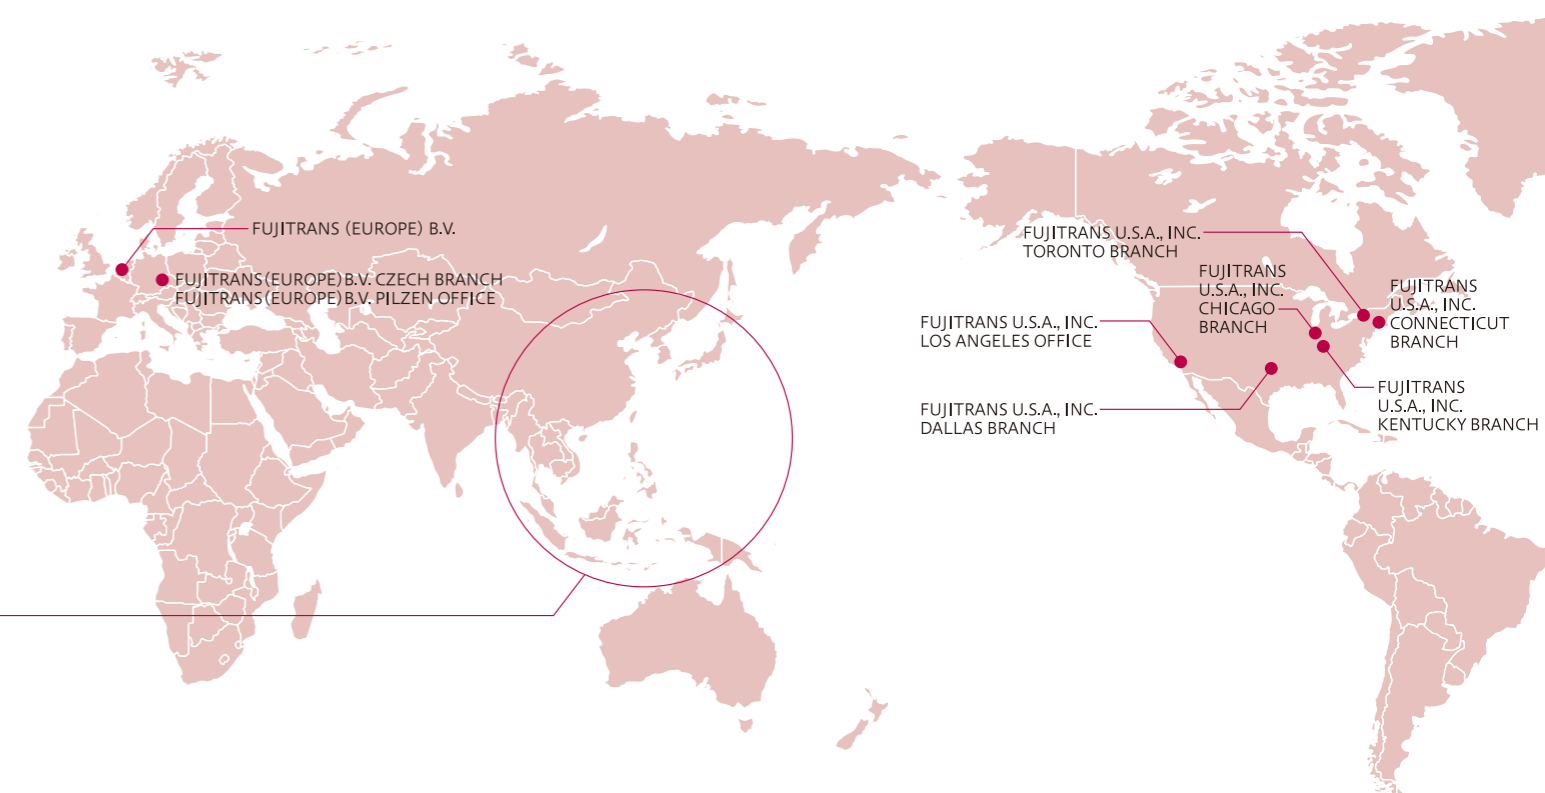 FUJITRANS (EUROPE) B.V.
FUJITRANS(EUROPE)B.V. CZECH BRANCH
FUJITRANS(EUROPE)B.V. PILZEN OFFICE
FUJITRANS U.S.A., INC.
TORONTO BRANCH
FUJITRANS
U.S.A., INC.
CHICAGO
BRANCH
FUJITRANS
U.S.A., INC.
CONNECTICUT
BRANCH
FUJITRANS U.S.A., INC.
LOS ANGELES OFFICE
FUJITRANS
U.S.A., INC.
KENTUCKY BRANCH
FUJITRANS U.S.A., INC.
DALLAS BRANCH